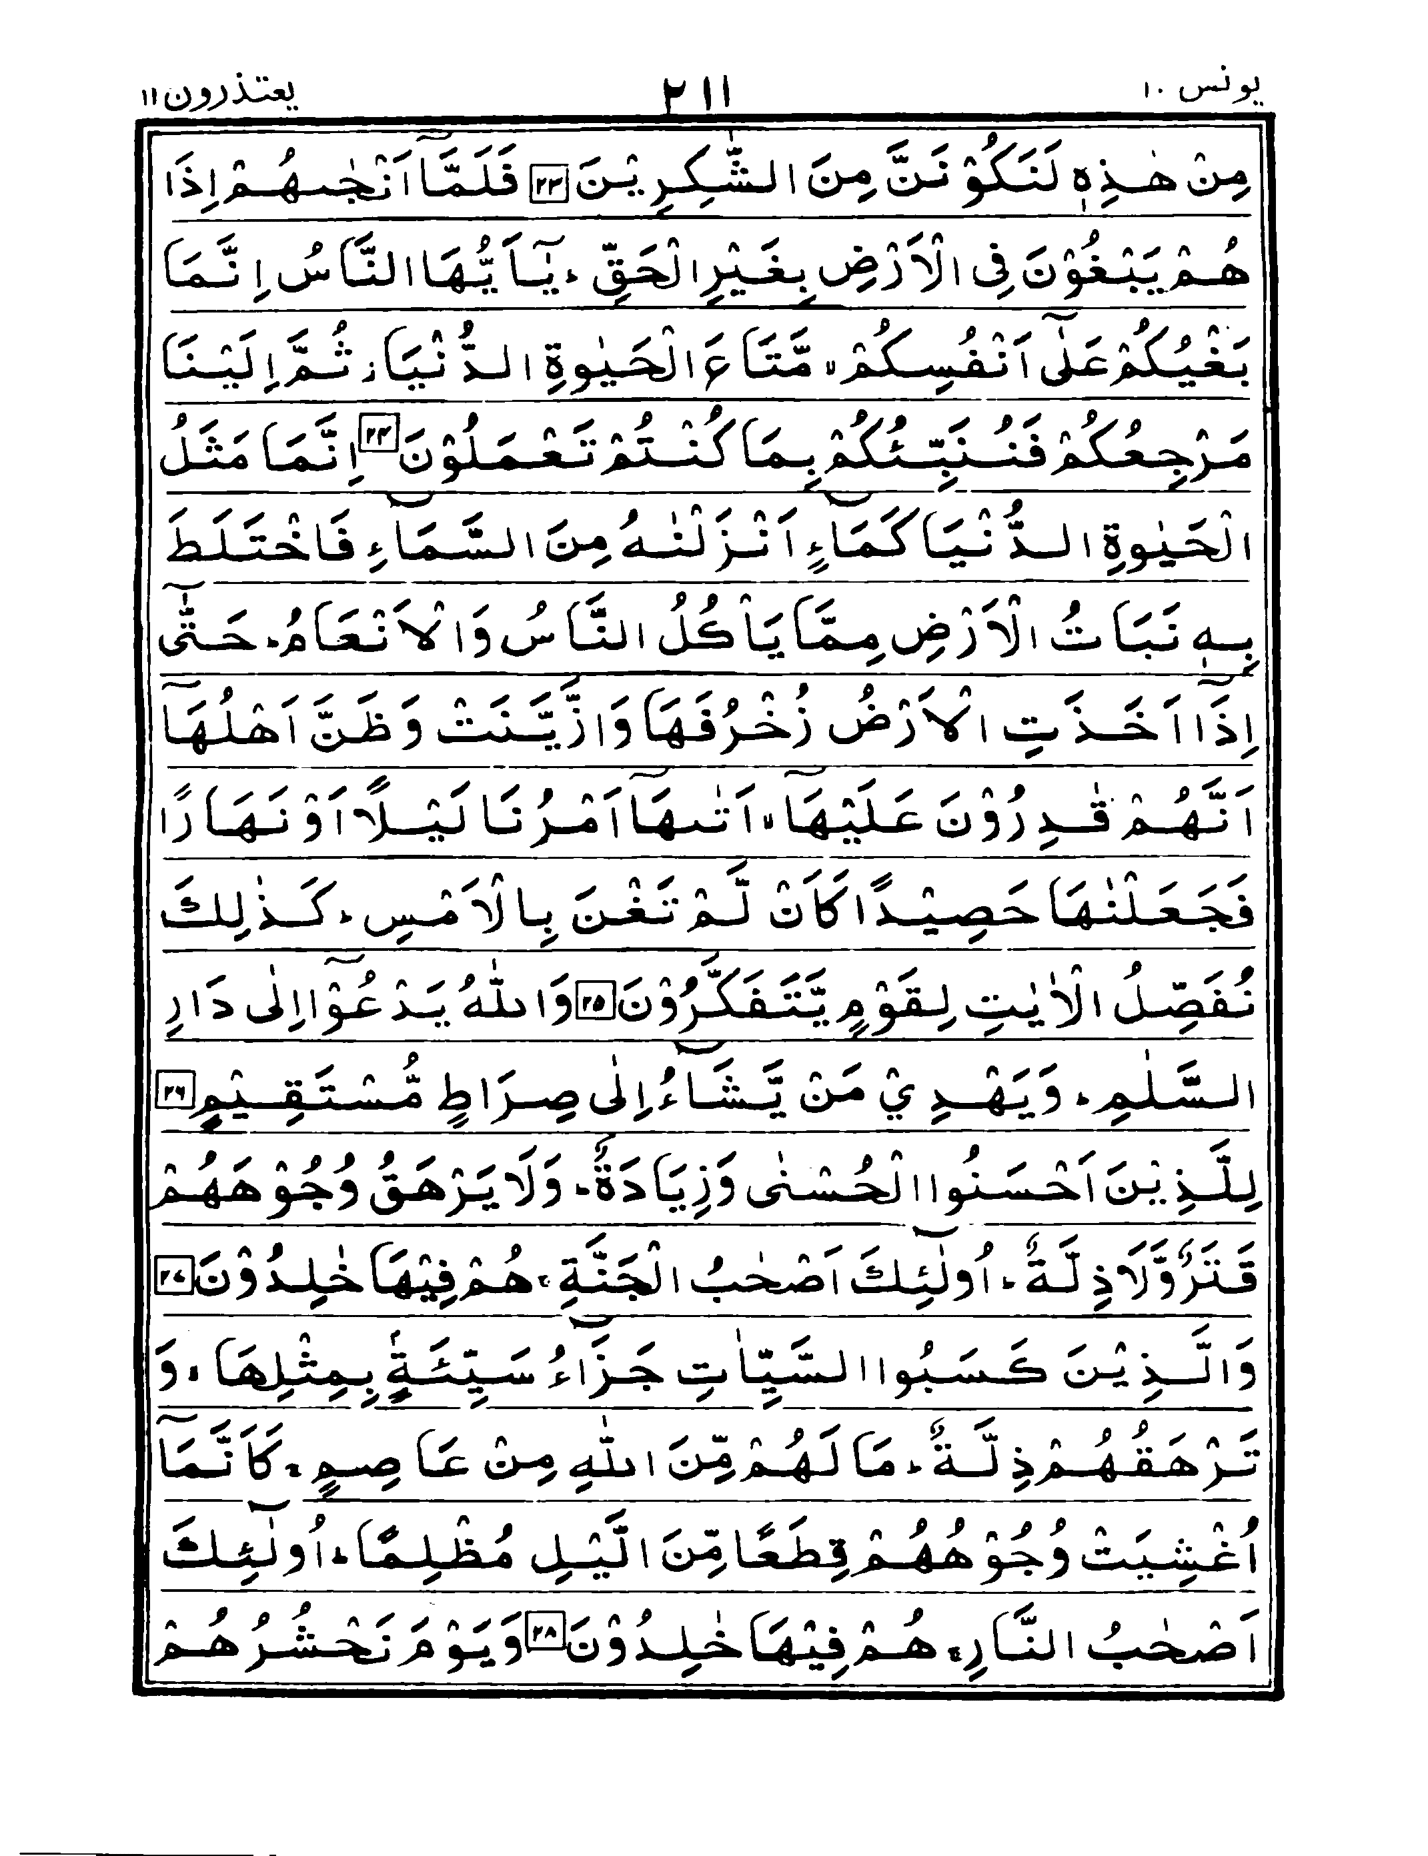 يونس ١٠
٢١١
يعتذرون ١١
مِنْ هٰذِهٖ لَنَكُوْنَنَّ مِنَ الشّٰكِرِيْنَ ٢٣ فَلَمَّآ اَنْجٰىهُمْ اِذَا
هُمْ يَبْغُوْنَ فِى الْاَرْضِ بِغَيْرِ الْحَقِّ ؕ يٰٓاَيُّهَا النَّاسُ اِنَّمَا
بَغْيُكُمْ عَلٰٓى اَنْفُسِكُمْ ۙ مَّتَاعَ الْحَيٰوةِ الدُّنْيَا ز ثُمَّ اِلَيْنَا
مَرْجِعُكُمْ فَنُنَبِّئُكُمْ بِمَا كُنْتُمْ تَعْمَلُوْنَ ٢٤ اِنَّمَا مَثَلُ
الْحَيٰوةِ الدُّنْيَا كَمَآءٍ اَنْزَلْنٰهُ مِنَ السَّمَآءِ فَاخْتَلَطَ
بِهٖ نَبَاتُ الْاَرْضِ مِمَّا يَاْكُلُ النَّاسُ وَالْاَنْعَامُ ؕ حَتّٰٓى
اِذَآ اَخَذَتِ الْاَرْضُ زُخْرُفَهَا وَازَّيَّنَتْ وَظَنَّ اَهْلُهَآ
اَنَّهُمْ قٰدِرُوْنَ عَلَيْهَآ ۙ اَتٰىهَآ اَمْرُنَا لَيْلًا اَوْ نَهَارًا
فَجَعَلْنٰهَا حَصِيْدًا كَاَنْ لَّمْ تَغْنَ بِالْاَمْسِ ؕ كَذٰلِكَ
نُفَصِّلُ الْاٰيٰتِ لِقَوْمٍ يَّتَفَكَّرُوْنَ ٢٥ وَاللّٰهُ يَدْعُوْٓا اِلٰى دَارِ
السَّلٰمِ ؕ وَيَهْدِيْ مَنْ يَّشَآءُ اِلٰى صِرَاطٍ مُّسْتَقِيْمٍ ٢٦
لِلَّذِيْنَ اَحْسَنُوا الْحُسْنٰى وَزِيَادَةٌ ؕ وَلَا يَرْهَقُ وُجُوْهَهُمْ
قَتَرٌ وَّلَا ذِلَّةٌ ؕ اُولٰٓئِكَ اَصْحٰبُ الْجَنَّةِ ۚ هُمْ فِيْهَا خٰلِدُوْنَ ٢٧
وَالَّذِيْنَ كَسَبُوا السَّيِّاٰتِ جَزَآءُ سَيِّئَةٍۢ بِمِثْلِهَا ۙ وَ
تَرْهَقُهُمْ ذِلَّةٌ ؕ مَا لَهُمْ مِّنَ اللّٰهِ مِنْ عَاصِمٍ ۚ كَاَنَّمَآ
اُغْشِيَتْ وُجُوْهُهُمْ قِطَعًا مِّنَ الَّيْلِ مُظْلِمًا ؕ اُولٰٓئِكَ
اَصْحٰبُ النَّارِ ۚ هُمْ فِيْهَا خٰلِدُوْنَ ٢٨ وَيَوْمَ نَحْشُرُهُمْ